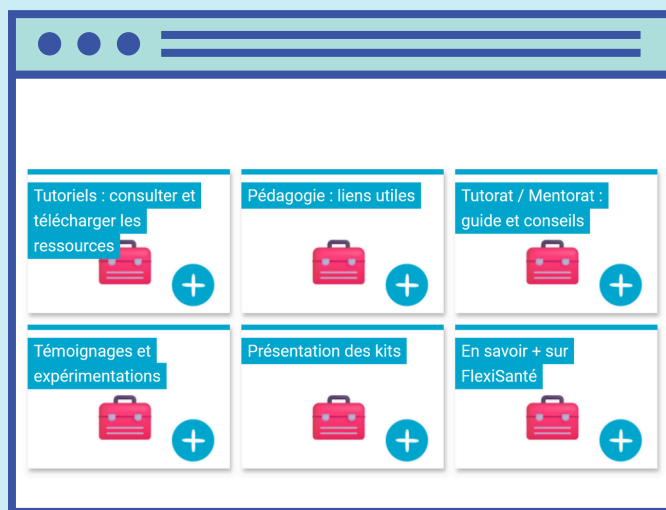 Tutoriels : consulter et
télécharger les
ressources
Pédagogie : liens utiles
Tutorat / Mentorat :
guide et conseils
Témoignages et
expérimentations
Présentation des kits
En savoir + sur
FlexiSanté